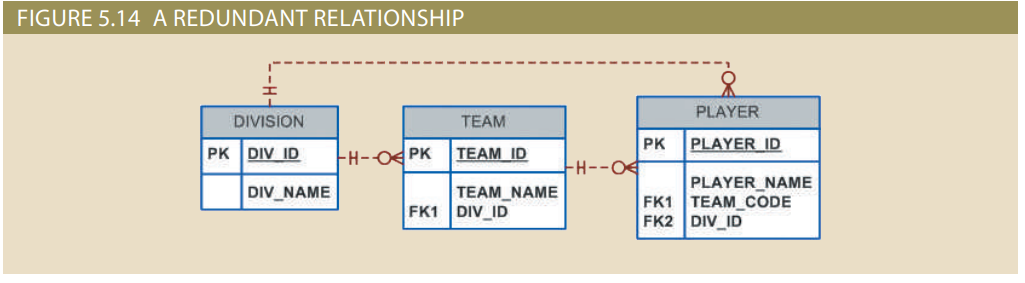 FIGURE 5.14 A REDUNDANT RELATIONSHIP
DIVISION
PK DIV_ID
DIV_NAME
TEAM
PK TEAM_ID
TEAM_NAME
FK1 DIV_ID
PLAYER
PK PLAYER_ID
PLAYER_NAME
FK1 TEAM_CODE
FK2 DIV_ID